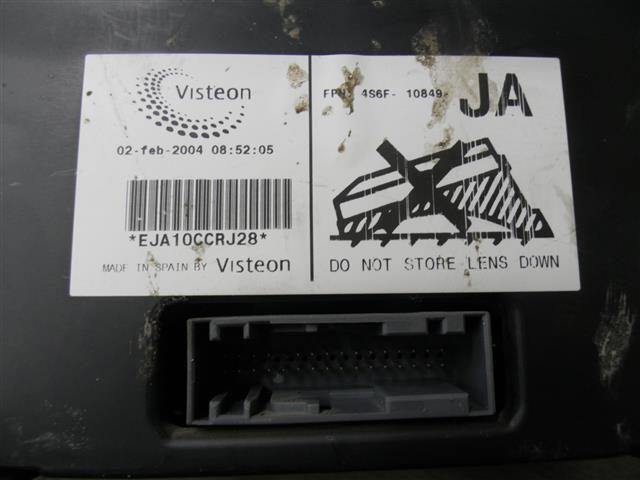 Visteon
02-feb-2004 08:52:05
*EJA10CCRJ28*
MADE IN SPAIN BY Visteon
FPN: 4S6F- 10849- JA
DO NOT STORE LENS DOWN